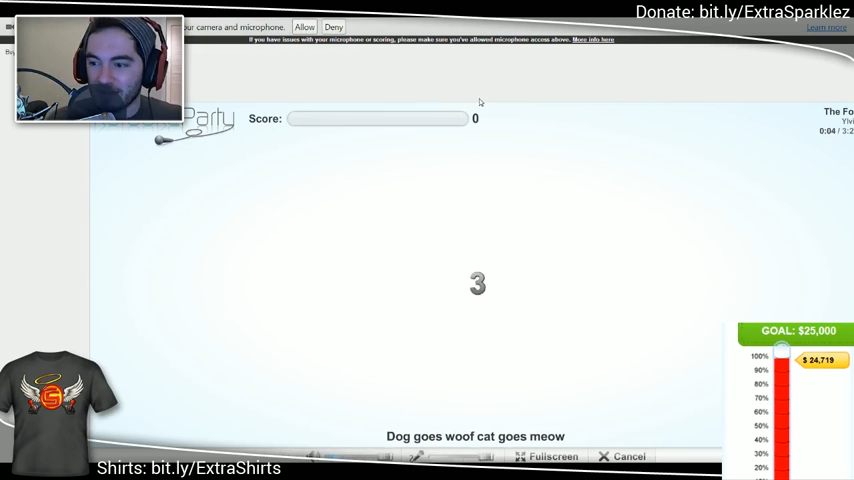 Donate: bit.ly/ExtraSparklez
our camera and microphone. Allow Deny Learn more
If you have issues with your microphone or scoring, please make sure you've allowed microphone access above. More info here
Party
Score: 0
The Fo
Ylvi
0:04 / 3:2
3
GOAL: $25,000
100%
$ 24,719
90%
80%
70%
60%
50%
40%
30%
20%
Dog goes woof cat goes meow
Fullscreen Cancel
Shirts: bit.ly/ExtraShirts